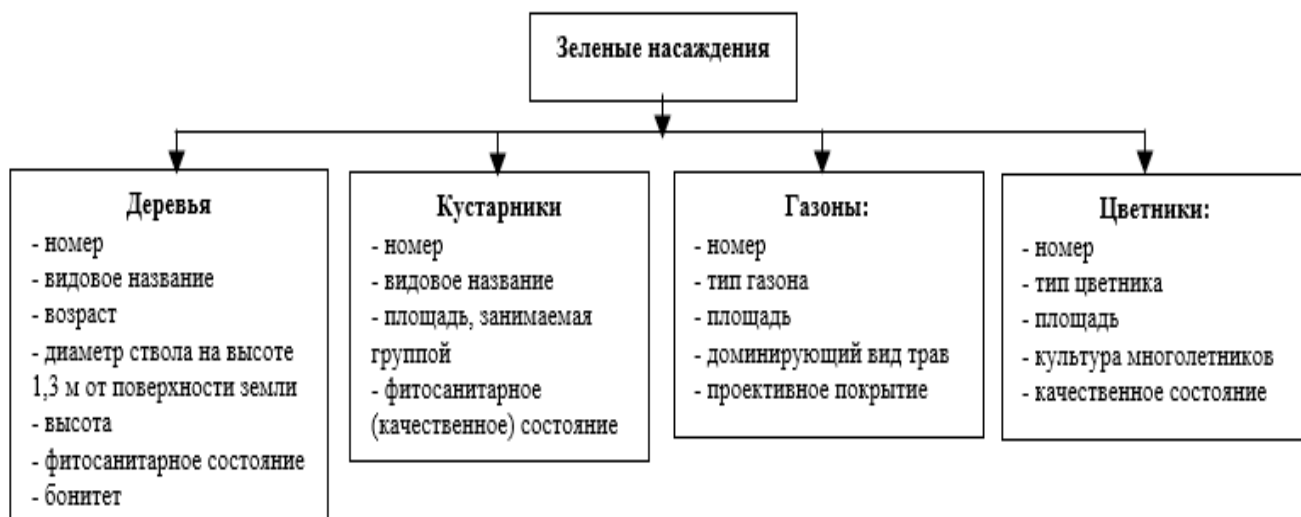 Зеленые насаждения
Деревья
- номер
- видовое название
- возраст
- диаметр ствола на высоте
1,3 м от поверхности земли
- высота
- фитосанитарное состояние
- бонитет
Кустарники
- номер
- видовое название
- площадь, занимаемая
группой
- фитосанитарное
(качественное) состояние
Газоны:
- номер
- тип газона
- площадь
- доминирующий вид трав
- проективное покрытие
Цветники:
- номер
- тип цветника
- площадь
- культура многолетников
- качественное состояние